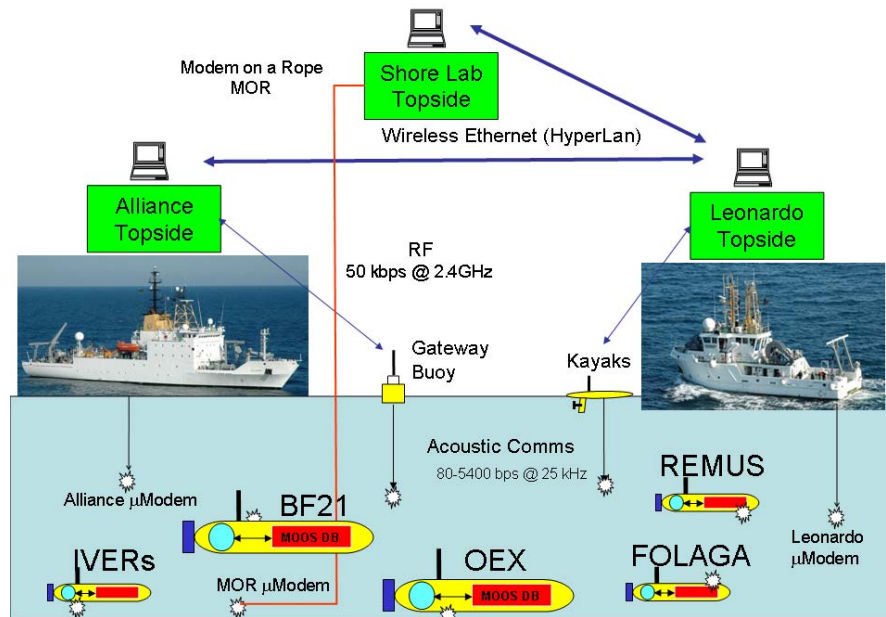 Modem on a Rope
MOR
Shore Lab
Topside
Wireless Ethernet (HyperLan)
Alliance
Topside
Leonardo
Topside
RF
50 kbps @ 2.4GHz
Gateway
Buoy
Kayaks
Acoustic Comms
80-5400 bps @ 25 kHz
REMUS
Alliance μModem
BF21
MOOS DB
Leonardo
μModem
IVERs
MOR μModem
OEX
MOOS DB
FOLAGA